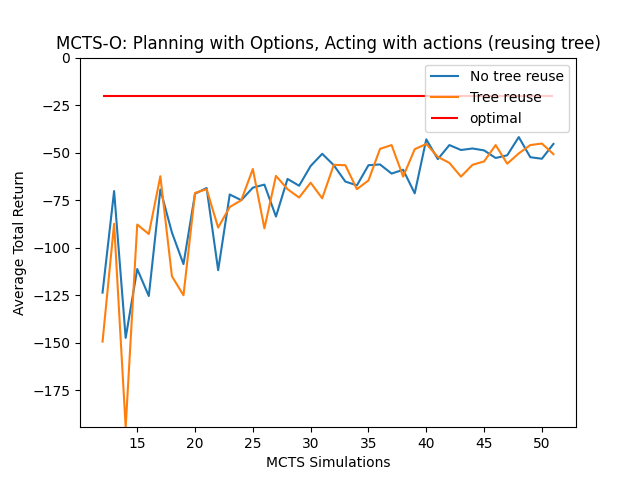 MCTS-O: Planning with Options, Acting with actions (reusing tree)
No tree reuse
Tree reuse
optimal
Average Total Return
0
−25
−50
−75
−100
−125
−150
−175
15 20 25 30 35 40 45 50
MCTS Simulations